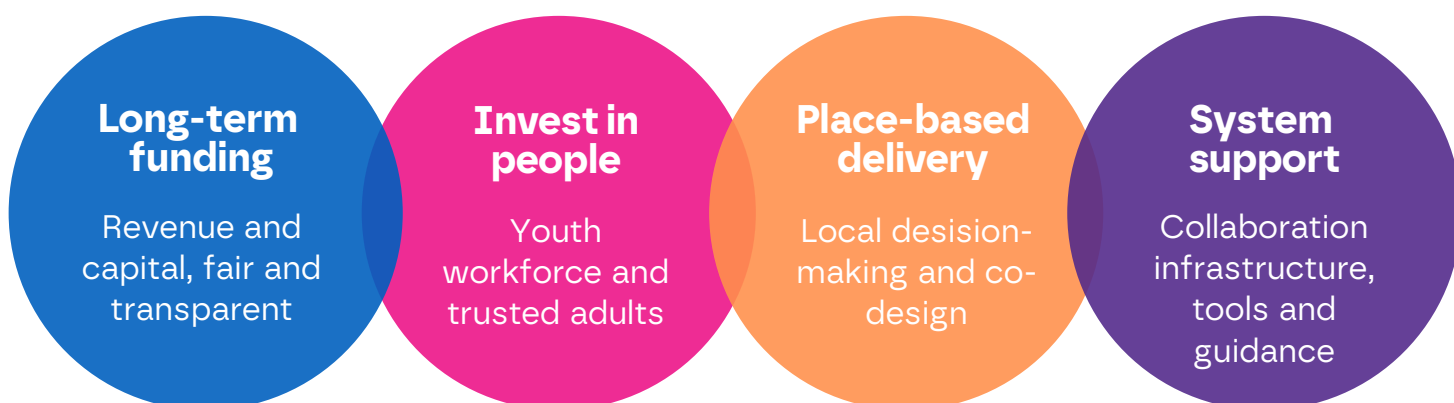 Long-term
funding
Revenue and
capital, fair and
transparent
Invest in
people
Youth
workforce and
trusted adults
Place-based
delivery
Local desision-
making and co-
design
System
support
Collaboration
infrastructure,
tools and
guidance